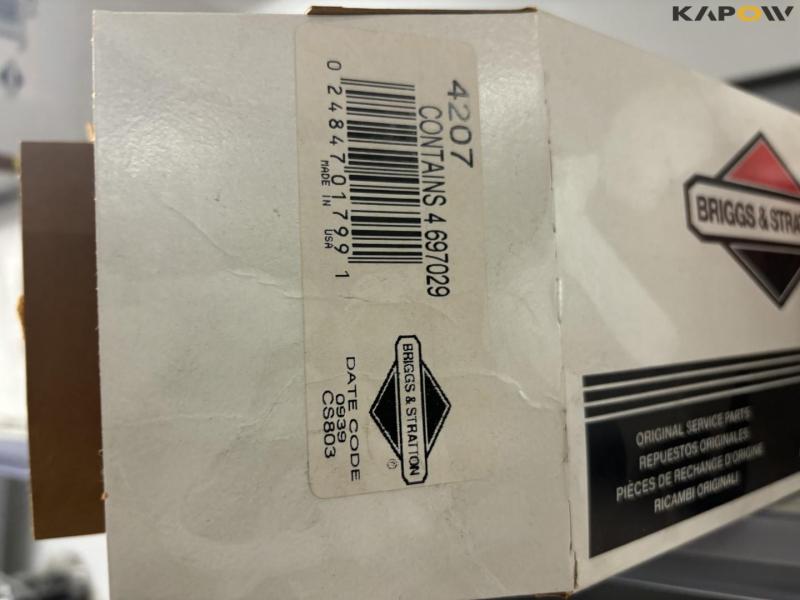 KAPOW
4207
CONTAINS 4 697029
0 24847 01799 1
MADE IN USA
BRIGGS & STRATTON
©
DATE CODE
0939
CS803
BRIGGS & STRAT
ORIGINAL SERVICE PARTS
REPUESTOS ORIGINALES
PIÈCES DE RECHANGE D'ORIGINE
RICAMBI ORIGINALI